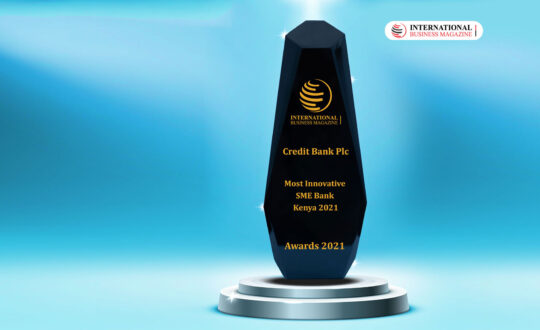 INTERNATIONAL
BUSINESS MAGAZINE
INTERNATIONAL
BUSINESS MAGAZINE
Credit Bank Plc
Most Innovative
SME Bank
Kenya 2021
Awards 2021